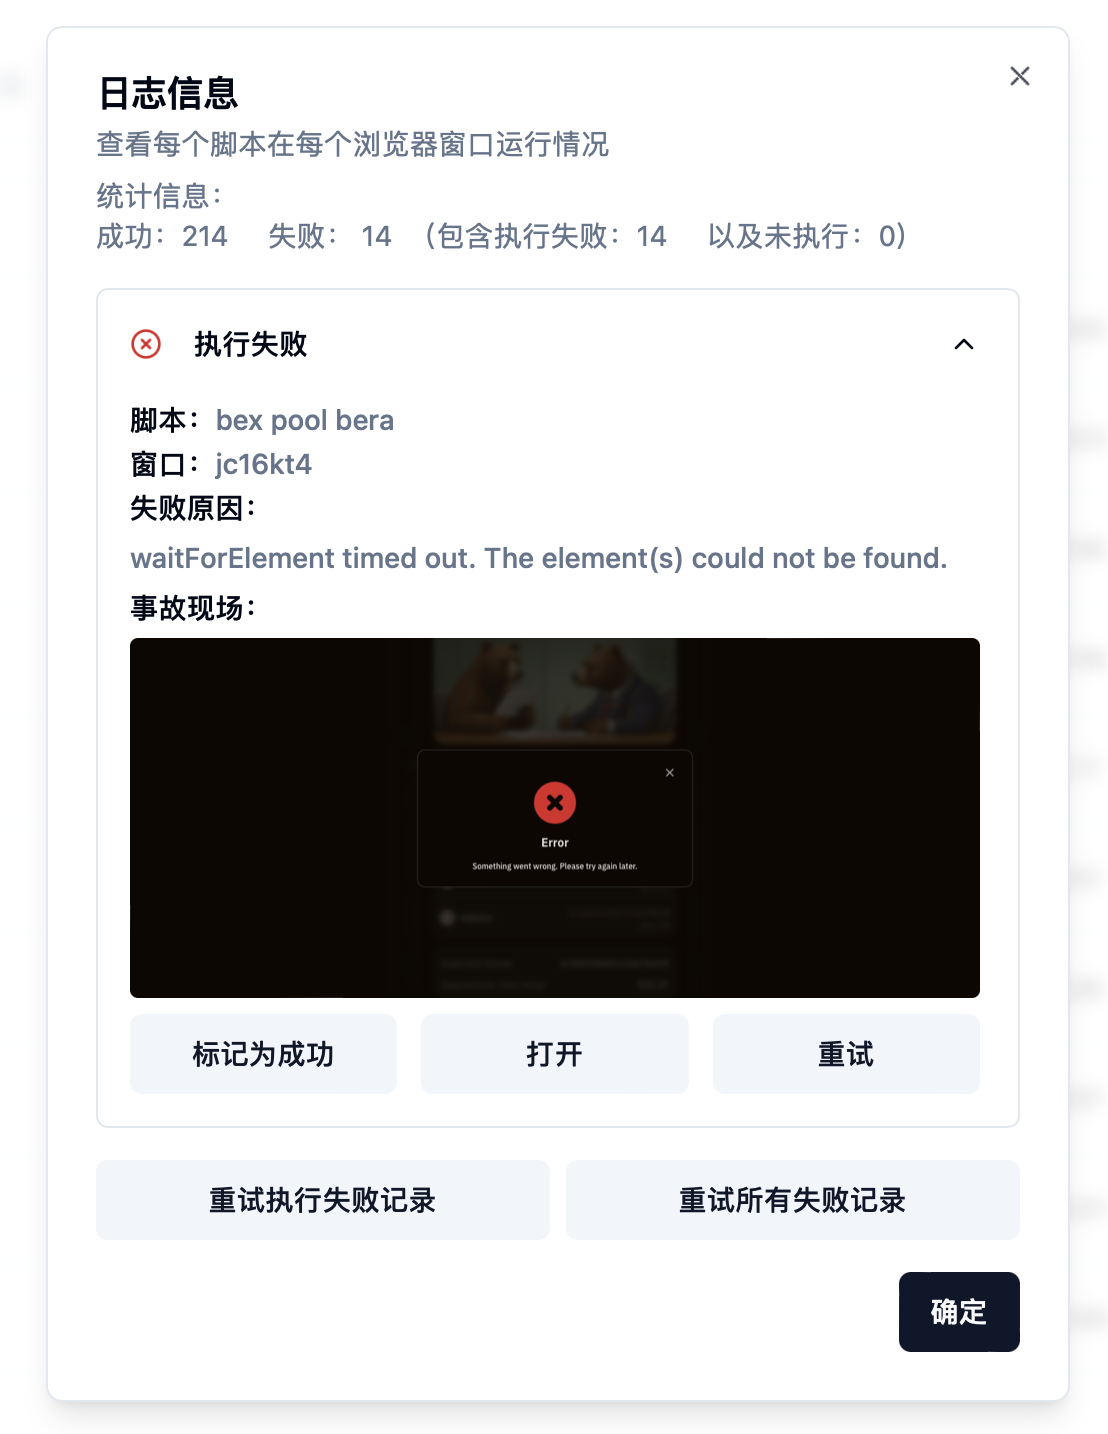 日志信息
查看每个脚本在每个浏览器窗口运行情况
统计信息：
成功：214 失败： 14 （包含执行失败：14 以及未执行：0）
执行失败
脚本：bex pool bera
窗口：jc16kt4
失败原因：
waitForElement timed out. The element(s) could not be found.
事故现场：
Error
Something went wrong. Please try again later.
标记为成功 打开 重试
重试执行失败记录 重试所有失败记录
确定